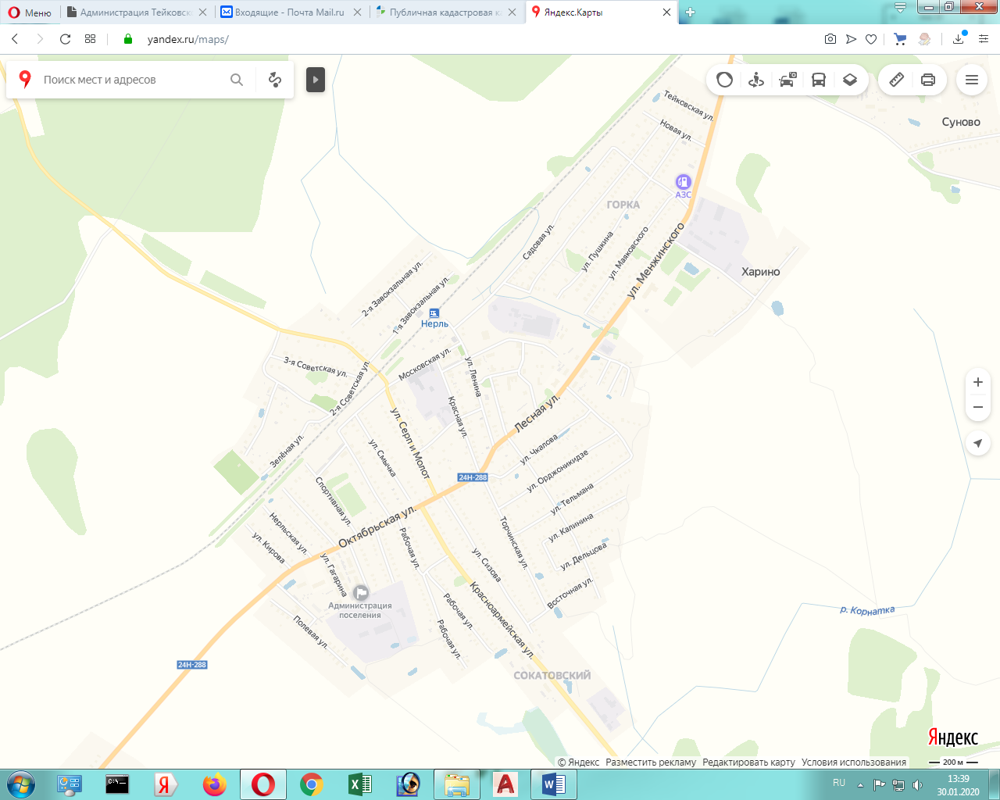 Меню
Администрация Тейковск
Входящие - Почта Mail.ru
Публичная кадастровая к
Яндекс.Карты
yandex.ru/maps/
Поиск мест и адресов
Тейковская ул.
Суново
Новая ул.
АЗС
ГОРКА
Садовая ул.
ул. Пушкина
ул. Маяковского
ул. Менжинского
Харино
2-я Завокзальная ул.
1-я Завокзальная ул.
Нерль
3-я Советская ул.
Московская ул.
ул. Ленина
2-я Советская ул.
Красная ул.
Лесная ул.
ул. Серп и Молот
Зелёная ул.
ул. Смычка
ул. Чкалова
ул. Орджоникидзе
24Н-288
Спортивная ул.
ул. Тельмана
Октябрьская ул.
Нерльская ул.
ул. Кирова
Торчинская ул.
ул. Калинина
Рабочая ул.
ул. Гагарина
ул. Сизова
ул. Дельцова
Восточная ул.
Администрация
поселения
Красноармейская ул.
Рабочая ул.
Рабочая ул.
Полевая ул.
р. Корнатка
24Н-288
СОКАТОВСКИЙ
Яндекс
© Яндекс Разместить рекламу Редактировать карту Условия использования
200 м
RU
13:39
30.01.2020